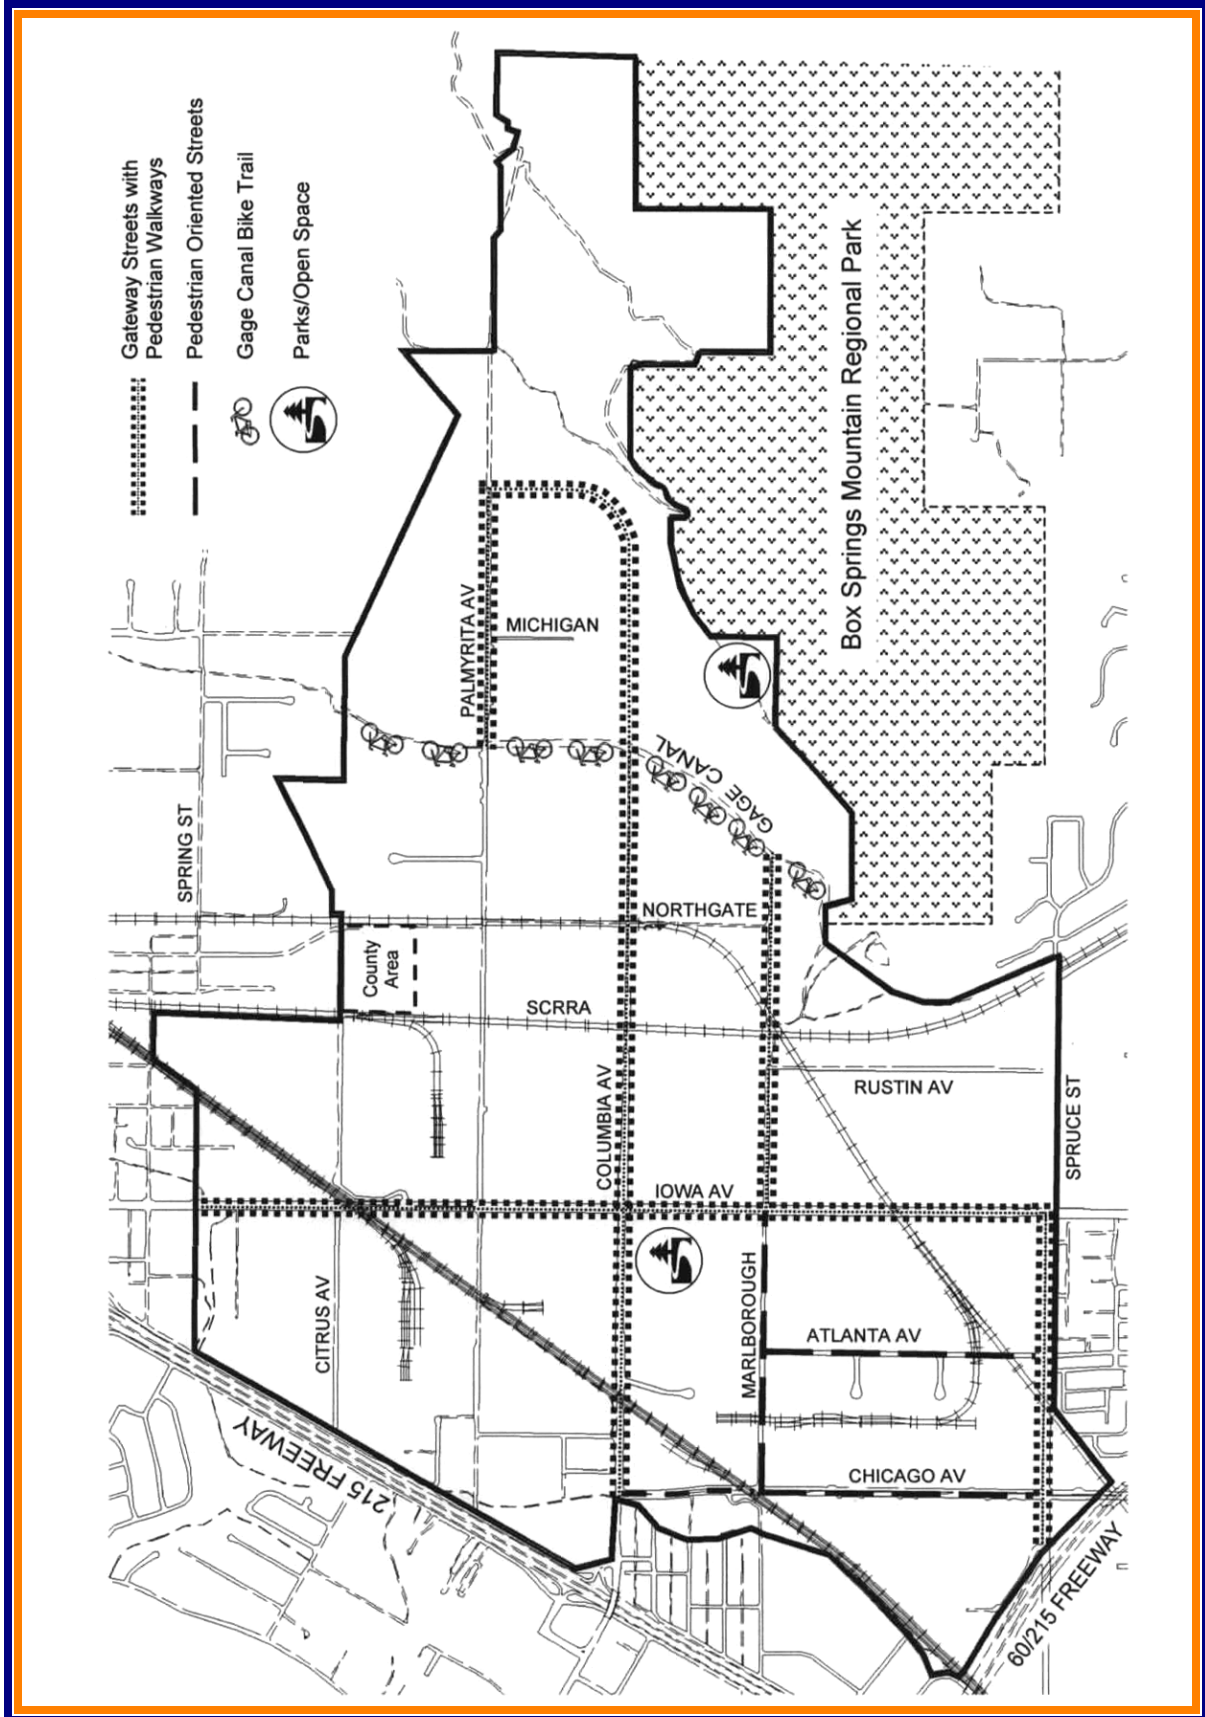 Gateway Streets with
Pedestrian Walkways
Pedestrian Oriented Streets
Gage Canal Bike Trail
Parks/Open Space
Box Springs Mountain Regional Park
PALMYRITA AV
MICHIGAN
GAGE CANAL
SPRING ST
NORTHGATE
County
Area
SCRRA
COLUMBIA AV
RUSTIN AV
SPRUCE ST
IOWA AV
CITRUS AV
MARLBOROUGH
ATLANTA AV
215 FREEWAY
CHICAGO AV
60/215 FREEWAY